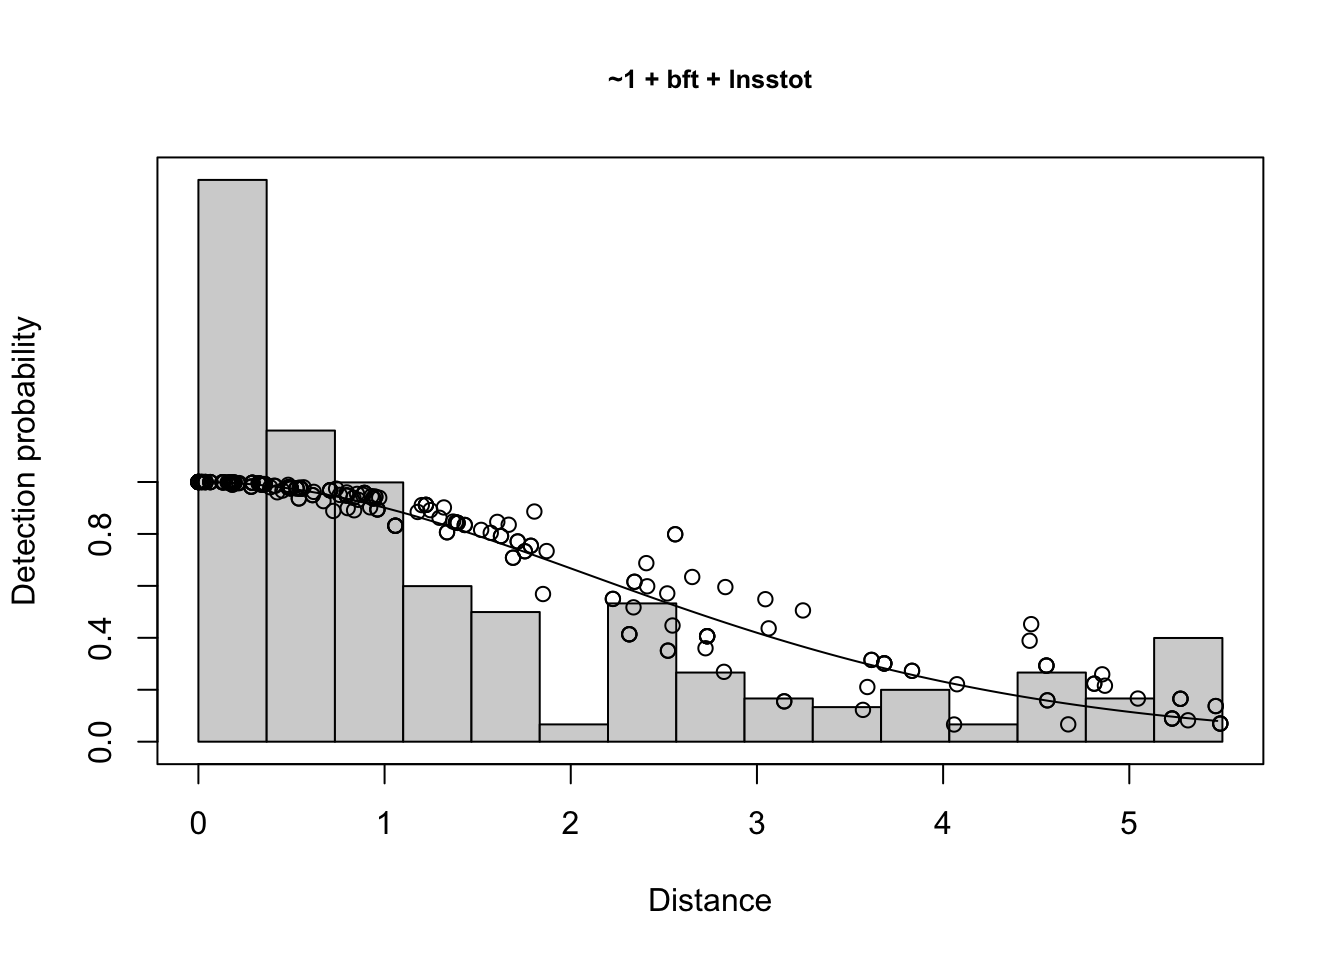 ~1 + bft + lnsstot
Detection probability
0.8
0.4
0.0
0 1 2 3 4 5
Distance